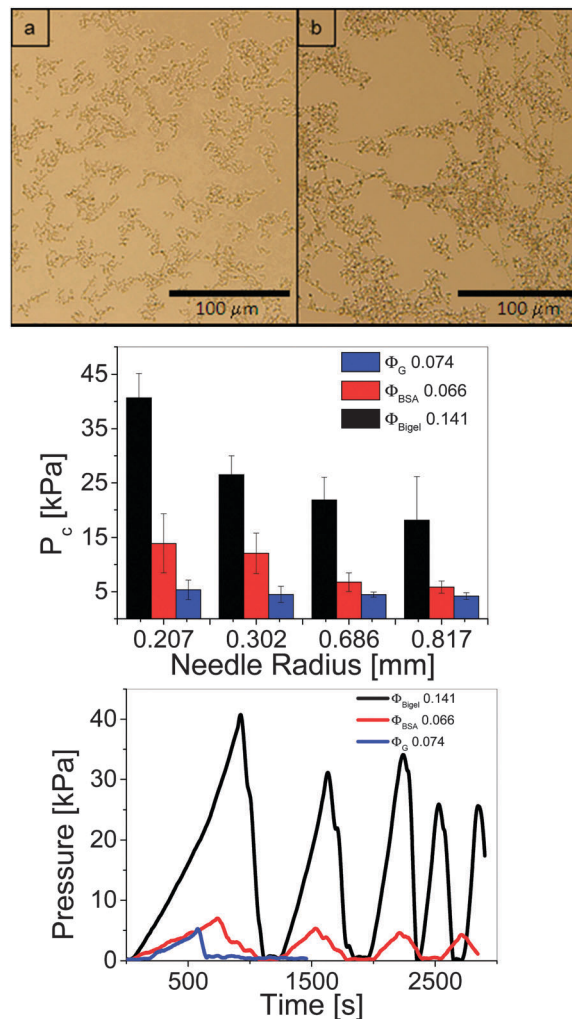 a
b
100 μm
100 μm
Φ_G 0.074
Φ_BSA 0.066
Φ_Bigel 0.141
P_c [kPa]
45
35
25
15
5
0.207 0.302 0.686 0.817
Needle Radius [mm]
Φ_Bigel 0.141
Φ_BSA 0.066
Φ_G 0.074
Pressure [kPa]
40
30
20
10
0
500 1500 2500
Time [s]